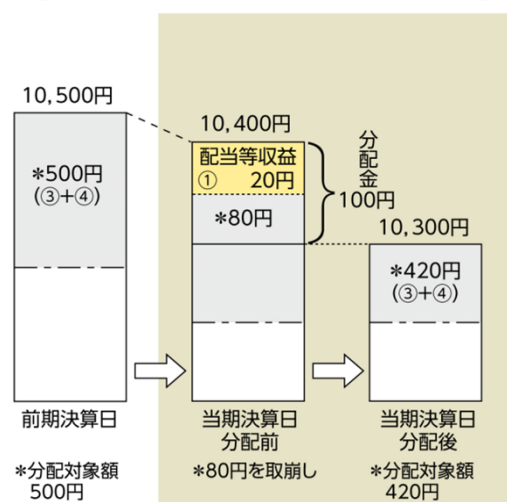 10,500円
*500円
(③+④)
前期決算日
*分配対象額
500円
10,400円
配当等収益
① 20円
*80円
分配金
100円
当期決算日
分配前
*80円を取崩し
10,300円
*420円
(③+④)
当期決算日
分配後
*分配対象額
420円